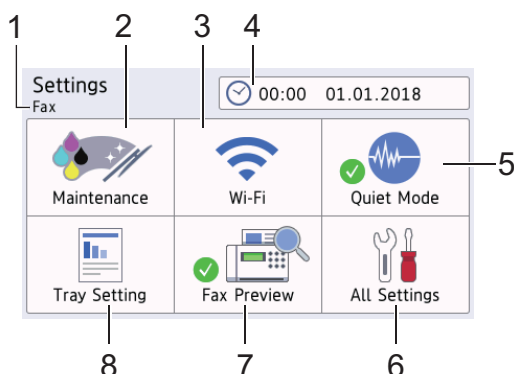 1 2 3 4
Settings
Fax
00:00 01.01.2018
Maintenance Wi-Fi Quiet Mode
5
Tray Setting Fax Preview All Settings
8 7 6